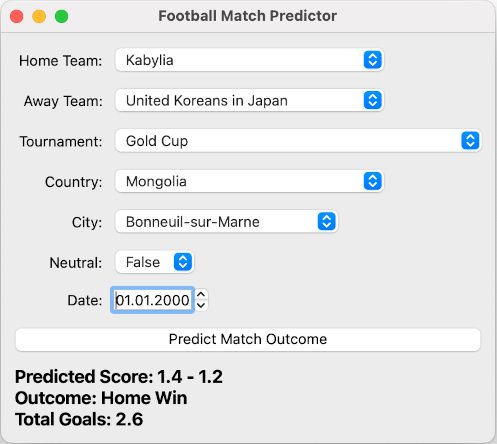 Football Match Predictor
Home Team: Kabylia
Away Team: United Koreans in Japan
Tournament: Gold Cup
Country: Mongolia
City: Bonneuil-sur-Marne
Neutral: False
Date: 01.01.2000
Predict Match Outcome
Predicted Score: 1.4 - 1.2
Outcome: Home Win
Total Goals: 2.6